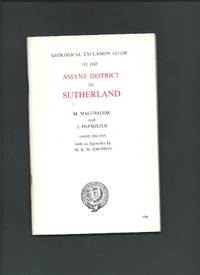 GEOLOGICAL EXCURSION GUIDE
TO THE
ASSYNT DISTRICT
OF
SUTHERLAND
M. MACGREGOR
and
J. PHEMISTER
with an Appendix by
M. R. W. JOHNSON